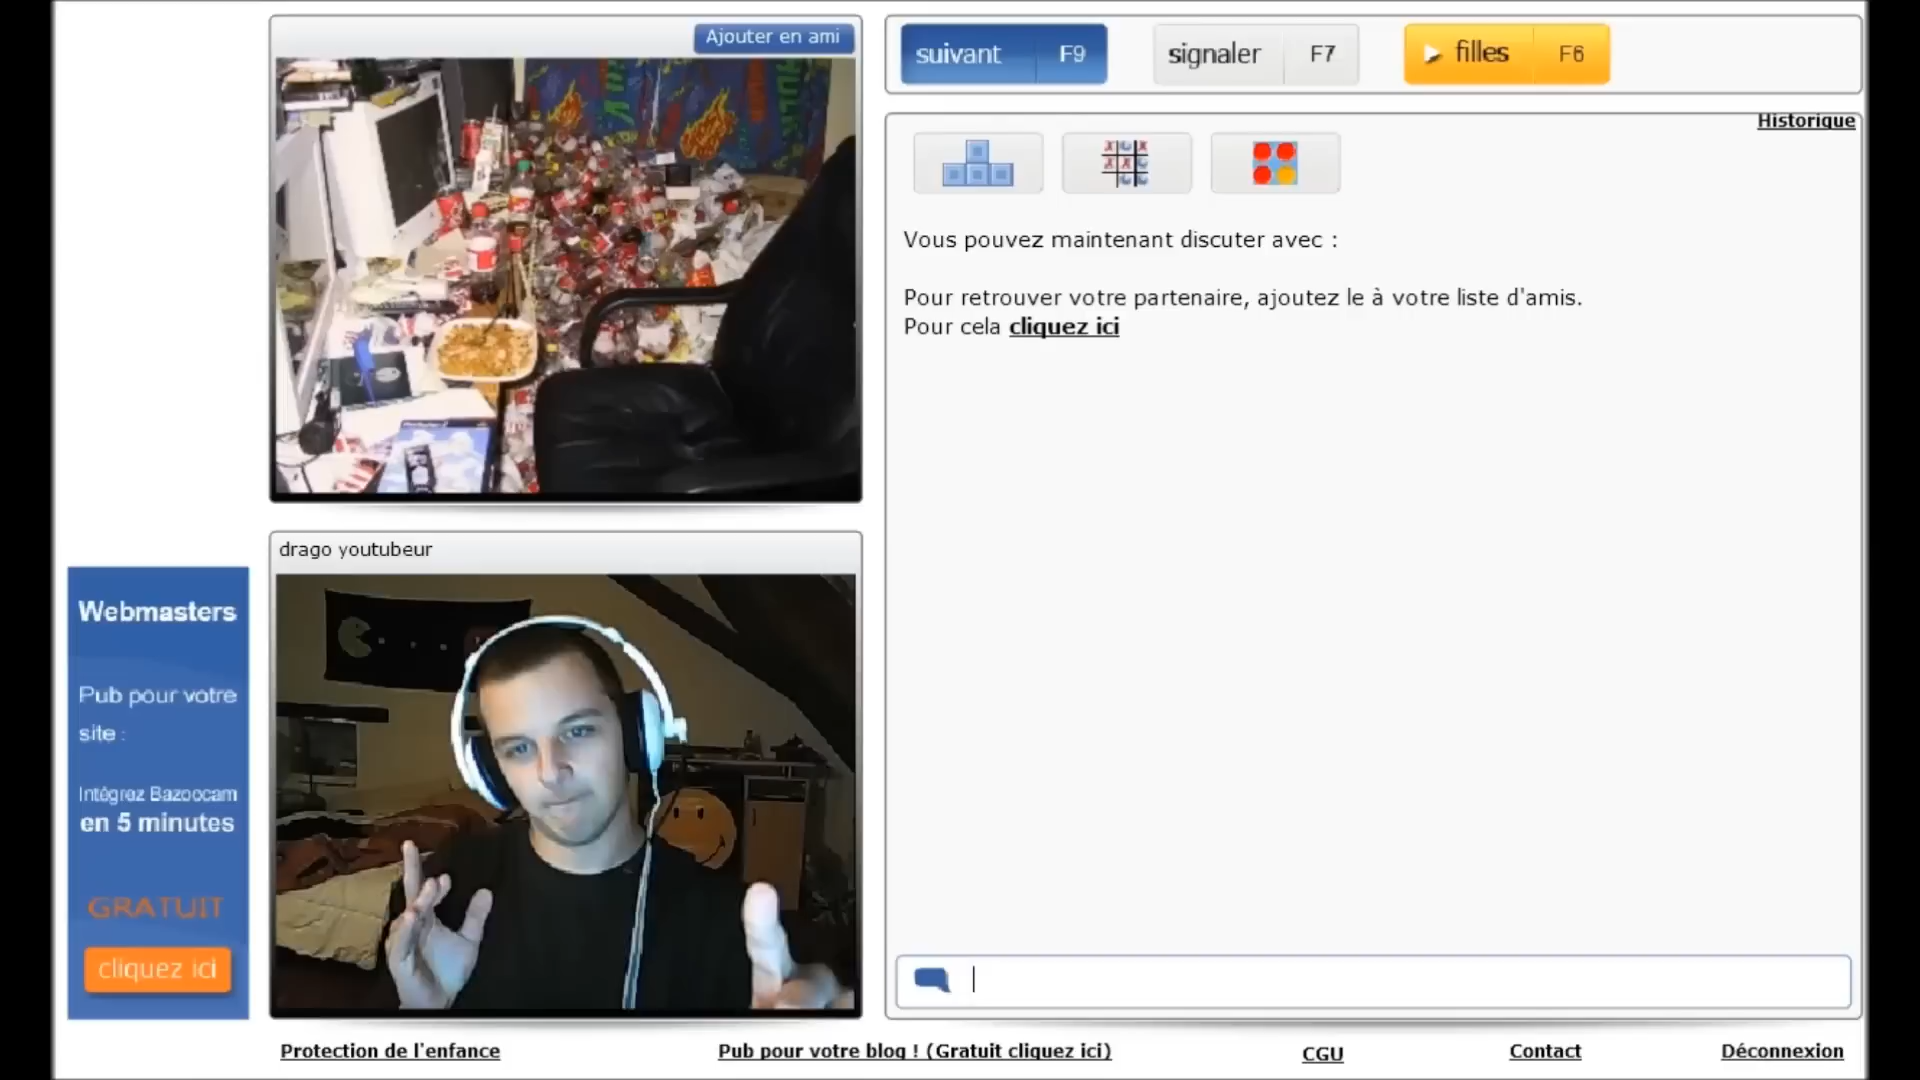 Ajouter en ami
suivant F9
signaler F7
filles F6
Historique
Vous pouvez maintenant discuter avec :
Pour retrouver votre partenaire, ajoutez le à votre liste d'amis.
Pour cela cliquez ici
drago youtubeur
Webmasters
Pub pour votre
site :
Intégrez Bazoocam
en 5 minutes
GRATUIT
cliquez ici
Protection de l'enfance
Pub pour votre blog ! (Gratuit cliquez ici)
CGU
Contact
Déconnexion